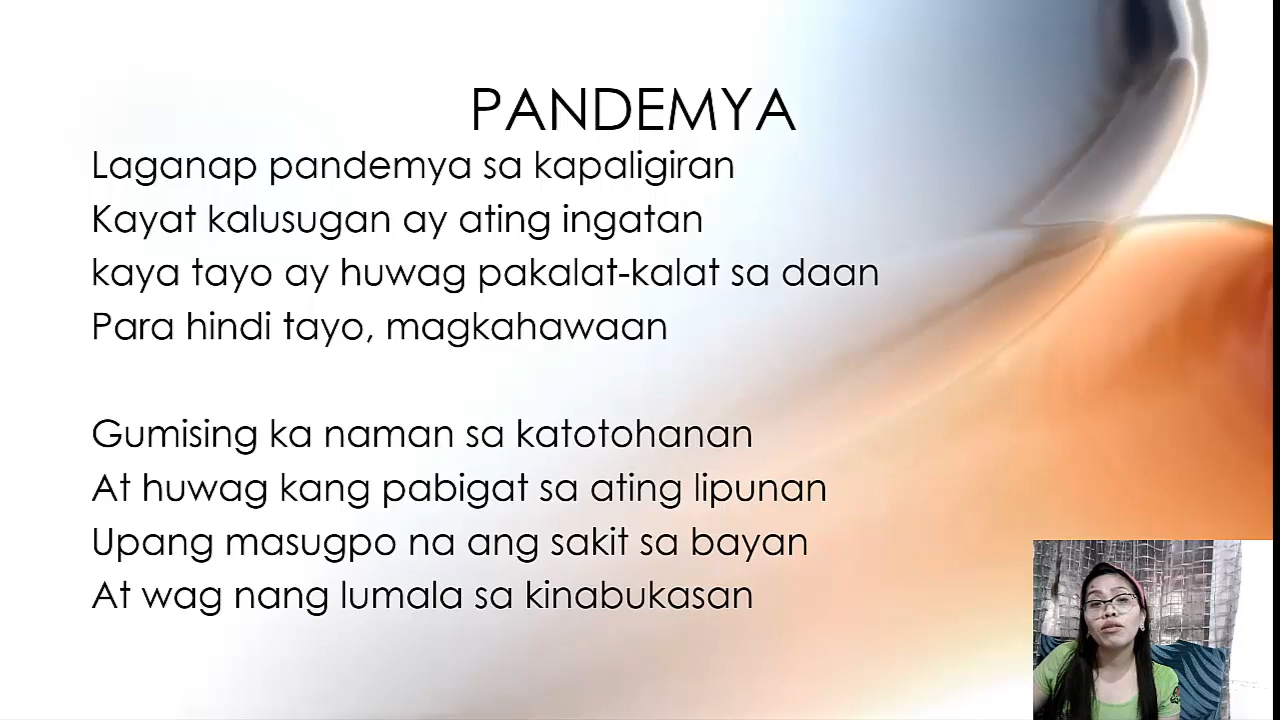 PANDEMYA
Laganap pandemya sa kapaligiran
Kayat kalusugan ay ating ingatan
kaya tayo ay huwag pakalat-kalat sa daan
Para hindi tayo, magkahawaan
Gumising ka naman sa katotohanan
At huwag kang pabigat sa ating lipunan
Upang masugpo na ang sakit sa bayan
At wag nang lumala sa kinabukasan